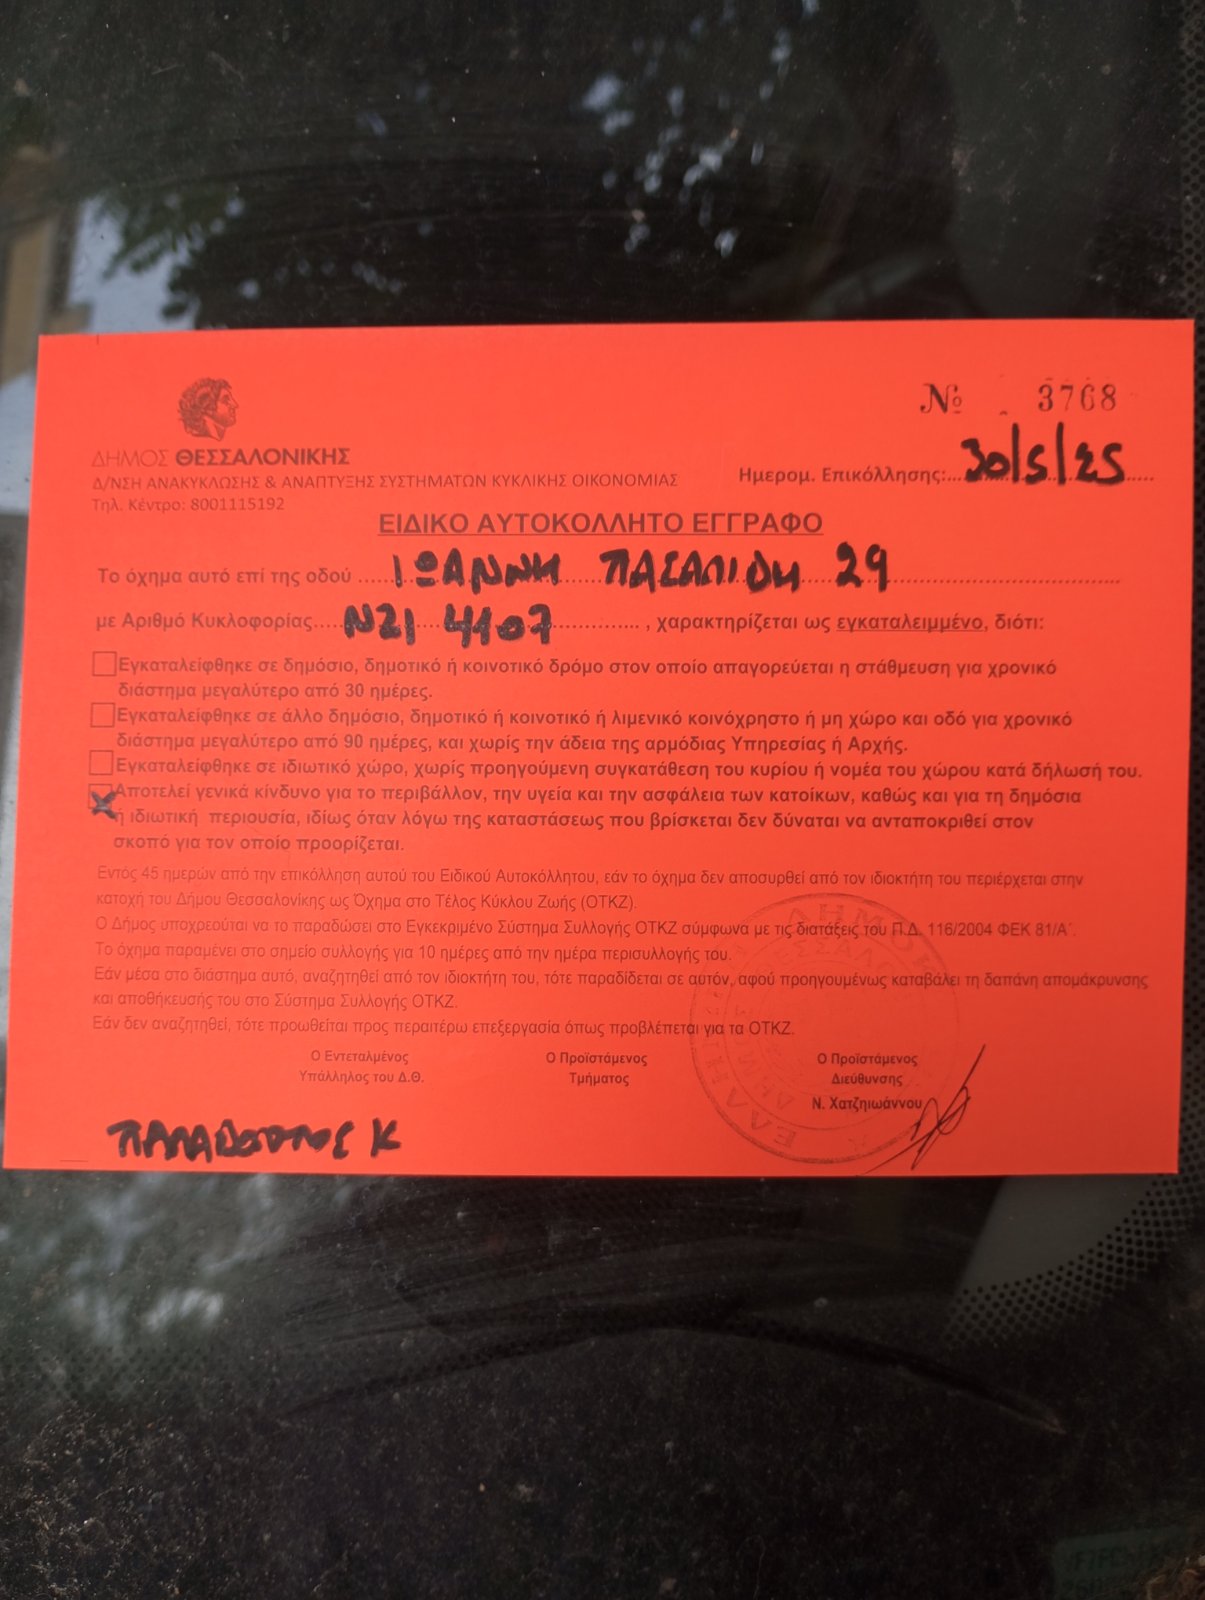 № 3768
ΔΗΜΟΣ ΘΕΣΣΑΛΟΝΙΚΗΣ
Δ/ΝΣΗ ΑΝΑΚΥΚΛΩΣΗΣ & ΑΝΑΠΤΥΞΗΣ ΣΥΣΤΗΜΑΤΩΝ ΚΥΚΛΙΚΗΣ ΟΙΚΟΝΟΜΙΑΣ
Τηλ. Κέντρο: 8001115192
Ημερομ. Επικόλλησης: 30/5/25
ΕΙΔΙΚΟ ΑΥΤΟΚΟΛΛΗΤΟ ΕΓΓΡΑΦΟ
Το όχημα αυτό επί της οδού ΙΩΑΝΝΗ ΠΑΣΑΛΙΔΗ 29
με Αριθμό Κυκλοφορίας ΝΖΙ 4107, χαρακτηρίζεται ως εγκαταλειμμένο, διότι:
Εγκαταλείφθηκε σε δημόσιο, δημοτικό ή κοινοτικό δρόμο στον οποίο απαγορεύεται η στάθμευση για χρονικό
διάστημα μεγαλύτερο από 30 ημέρες.
Εγκαταλείφθηκε σε άλλο δημόσιο, δημοτικό ή κοινοτικό ή λιμενικό κοινόχρηστο ή μη χώρο και οδό για χρονικό
διάστημα μεγαλύτερο από 90 ημέρες, και χωρίς την άδεια της αρμόδιας Υπηρεσίας ή Αρχής.
Εγκαταλείφθηκε σε ιδιωτικό χώρο, χωρίς προηγούμενη συγκατάθεση του κυρίου ή νομέα του χώρου κατά δήλωσή του.
Αποτελεί γενικά κίνδυνο για το περιβάλλον, την υγεία και την ασφάλεια των κατοίκων, καθώς και για τη δημόσια
ή ιδιωτική περιουσία, ιδίως όταν λόγω της καταστάσεως που βρίσκεται δεν δύναται να ανταποκριθεί στον
σκοπό για τον οποίο προορίζεται.
Εντός 45 ημερών από την επικόλληση αυτού του Ειδικού Αυτοκόλλητου, εάν το όχημα δεν αποσυρθεί από τον ιδιοκτήτη του περιέρχεται στην
κατοχή του Δήμου Θεσσαλονίκης ως Όχημα στο Τέλος Κύκλου Ζωής (ΟΤΚΖ).
Ο Δήμος υποχρεούται να το παραδώσει στο Εγκεκριμένο Σύστημα Συλλογής ΟΤΚΖ σύμφωνα με τις διατάξεις του Π.Δ. 116/2004 ΦΕΚ 81/Α΄.
Το όχημα παραμένει στο σημείο συλλογής για 10 ημέρες από την ημέρα περισυλλογής του.
Εάν μέσα στο διάστημα αυτό, αναζητηθεί από τον ιδιοκτήτη του, τότε παραδίδεται σε αυτόν, αφού προηγουμένως καταβάλει τη δαπάνη απομάκρυνσης
και αποθήκευσής του στο Σύστημα Συλλογής ΟΤΚΖ.
Εάν δεν αναζητηθεί, τότε προωθείται προς περαιτέρω επεξεργασία όπως προβλέπεται για τα ΟΤΚΖ.
Ο Εντεταλμένος
Υπάλληλος του Δ.Θ.
Ο Προϊστάμενος
Τμήματος
Ο Προϊστάμενος
Διεύθυνσης
Ν. Χατζηιωάννου
Κ